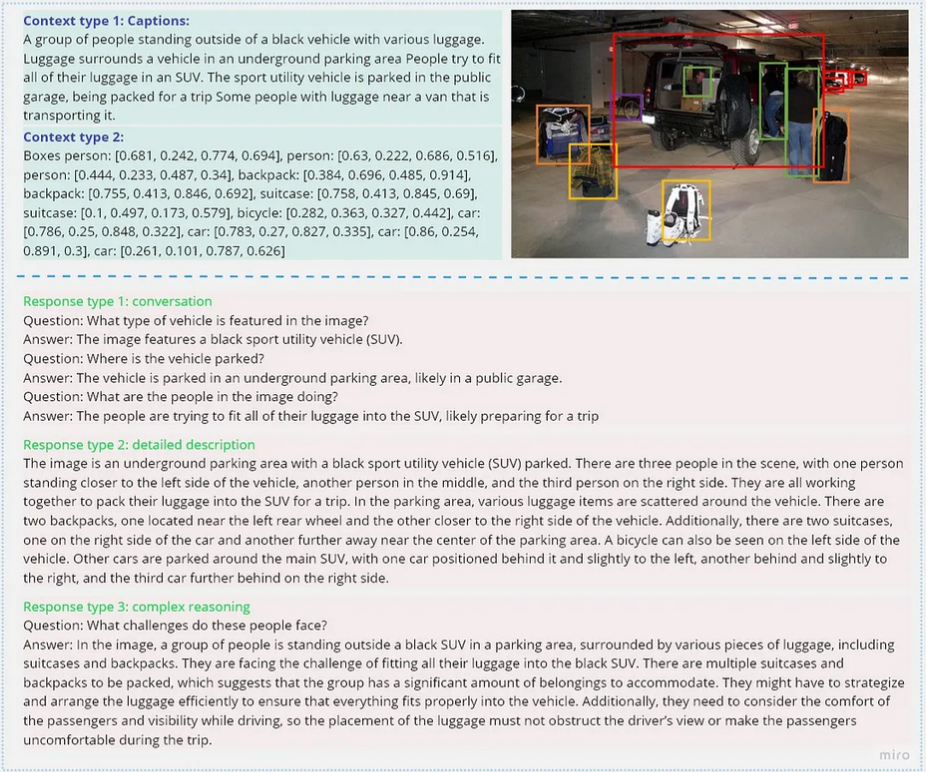 Context type 1: Captions:
A group of people standing outside of a black vehicle with various luggage.
Luggage surrounds a vehicle in an underground parking area People try to fit
all of their luggage in an SUV. The sport utility vehicle is parked in the public
garage, being packed for a trip Some people with luggage near a van that is
transporting it.
Context type 2:
Boxes person: [0.681, 0.242, 0.774, 0.694], person: [0.63, 0.222, 0.686, 0.516],
person: [0.444, 0.233, 0.487, 0.34], backpack: [0.384, 0.696, 0.485, 0.914],
backpack: [0.755, 0.413, 0.846, 0.692], suitcase: [0.758, 0.413, 0.845, 0.69],
suitcase: [0.1, 0.497, 0.173, 0.579], bicycle: [0.282, 0.363, 0.327, 0.442], car:
[0.786, 0.25, 0.848, 0.322], car: [0.783, 0.27, 0.827, 0.335], car: [0.86, 0.254,
0.891, 0.3], car: [0.261, 0.101, 0.787, 0.626]
Response type 1: conversation
Question: What type of vehicle is featured in the image?
Answer: The image features a black sport utility vehicle (SUV).
Question: Where is the vehicle parked?
Answer: The vehicle is parked in an underground parking area, likely in a public garage.
Question: What are the people in the image doing?
Answer: The people are trying to fit all of their luggage into the SUV, likely preparing for a trip
Response type 2: detailed description
The image is an underground parking area with a black sport utility vehicle (SUV) parked. There are three people in the scene, with one person
standing closer to the left side of the vehicle, another person in the middle, and the third person on the right side. They are all working
together to pack their luggage into the SUV for a trip. In the parking area, various luggage items are scattered around the vehicle. There are
two backpacks, one located near the left rear wheel and the other closer to the right side of the vehicle. Additionally, there are two suitcases,
one on the right side of the car and another further away near the center of the parking area. A bicycle can also be seen on the left side of the
vehicle. Other cars are parked around the main SUV, with one car positioned behind it and slightly to the left, another behind and slightly to
the right, and the third car further behind on the right side.
Response type 3: complex reasoning
Question: What challenges do these people face?
Answer: In the image, a group of people is standing outside a black SUV in a parking area, surrounded by various pieces of luggage, including
suitcases and backpacks. They are facing the challenge of fitting all their luggage into the black SUV. There are multiple suitcases and
backpacks to be packed, which suggests that the group has a significant amount of belongings to accommodate. They might have to strategize
and arrange the luggage efficiently to ensure that everything fits properly into the vehicle. Additionally, they need to consider the comfort of
the passengers and visibility while driving, so the placement of the luggage must not obstruct the driver's view or make the passengers
uncomfortable during the trip.
miro